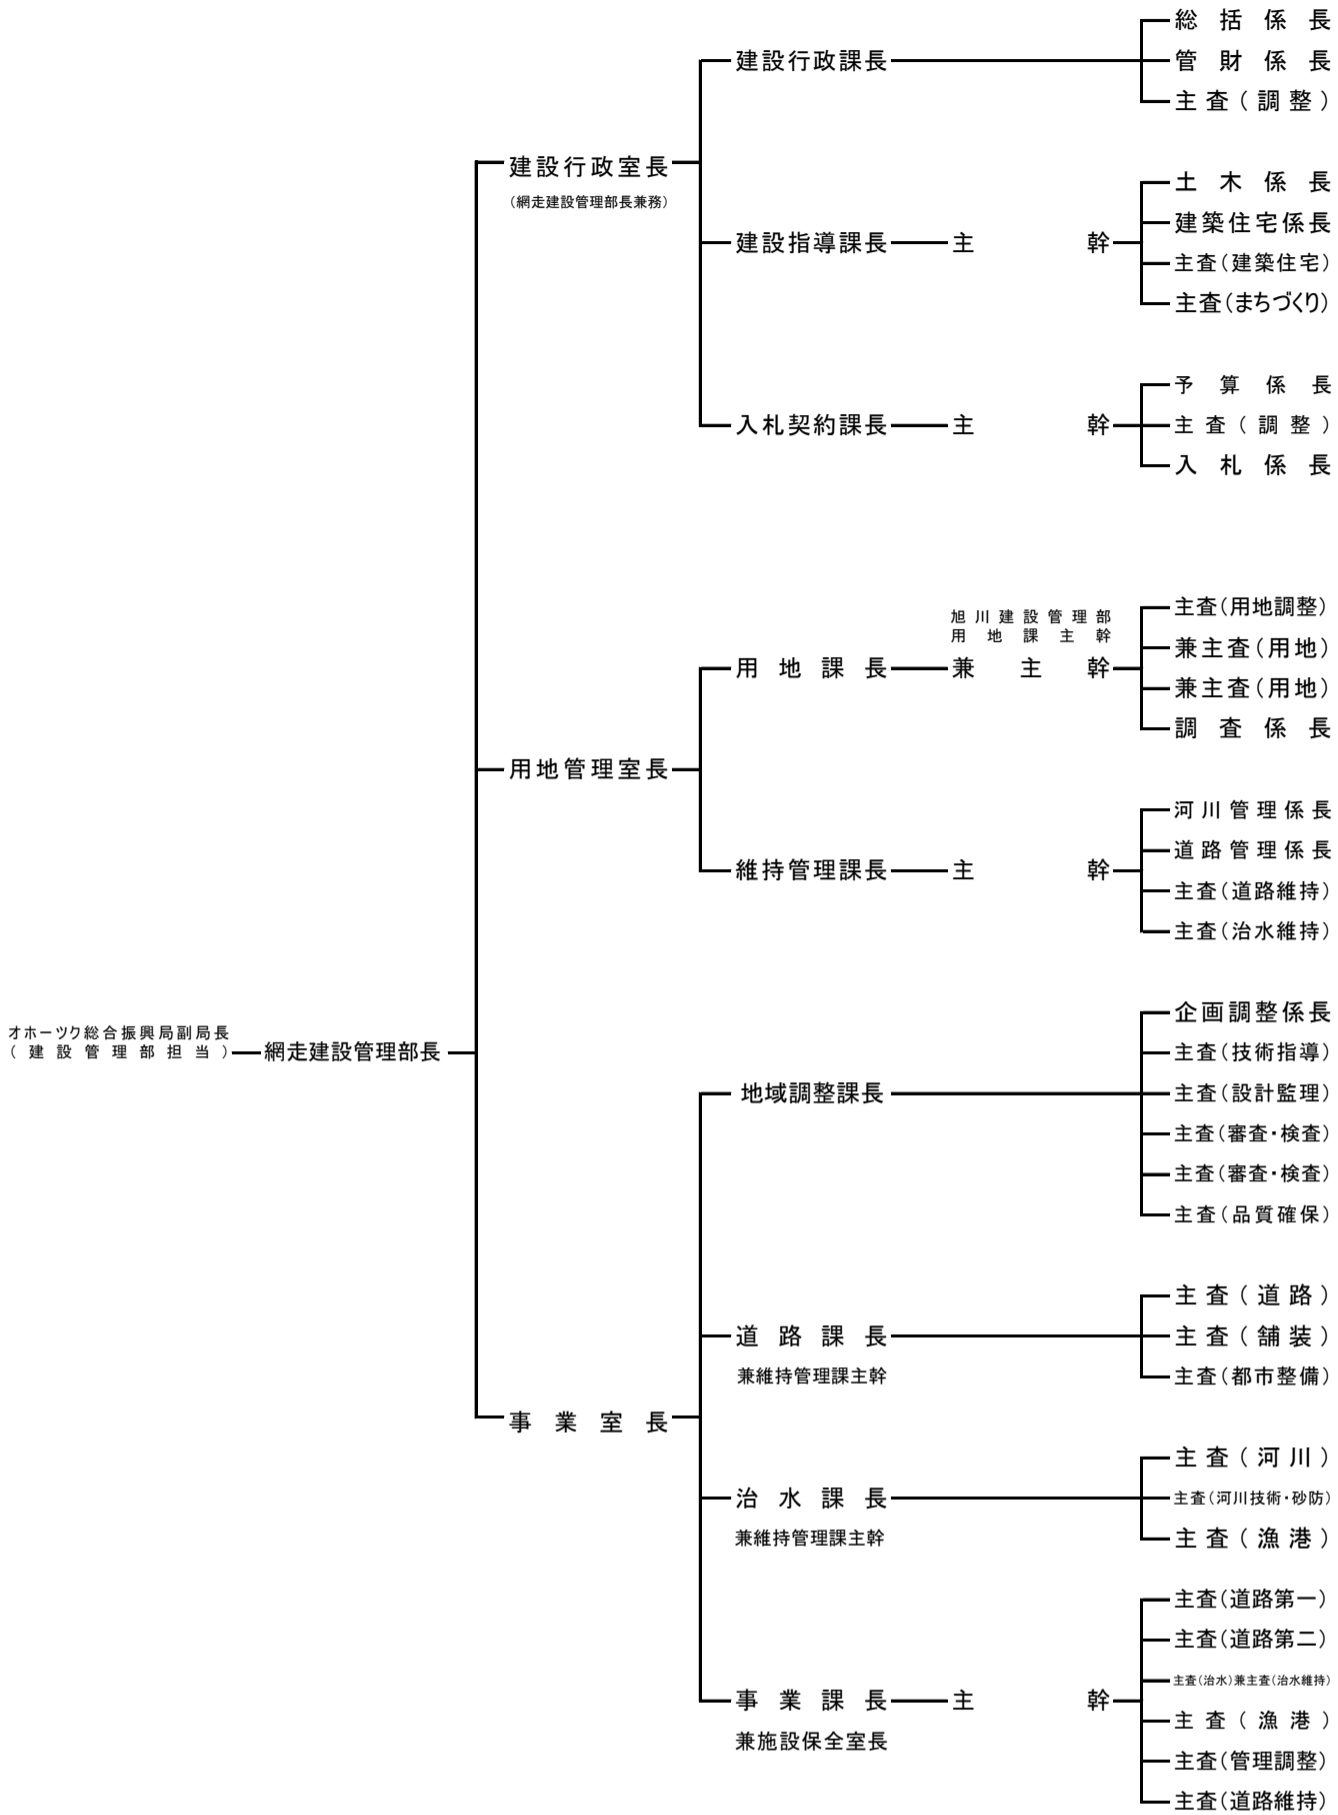 オホーツク総合振興局副局長
(建設管理部担当)
網走建設管理部長
建設行政室長
(網走建設管理部長兼務)
建設行政課長
総括係長
管財係長
主査(調整)
建設指導課長
主幹
土木係長
建築住宅係長
主査(建築住宅)
主査(まちづくり)
入札契約課長
主幹
予算係長
主査(調整)
入札係長
用地管理室長
用地課長
旭川建設管理部
用地課主幹
兼主幹
主査(用地調整)
兼主査(用地)
兼主査(用地)
調査係長
維持管理課長
主幹
河川管理係長
道路管理係長
主査(道路維持)
主査(治水維持)
事業室長
地域調整課長
企画調整係長
主査(技術指導)
主査(設計監理)
主査(審査・検査)
主査(審査・検査)
主査(品質確保)
道路課長
兼維持管理課主幹
主査(道路)
主査(舗装)
主査(都市整備)
治水課長
兼維持管理課主幹
主査(河川)
主査(河川技術・砂防)
主査(漁港)
事業課長
兼施設保全室長
主幹
主査(道路第一)
主査(道路第二)
主査(治水)兼主査(治水維持)
主査(漁港)
主査(管理調整)
主査(道路維持)